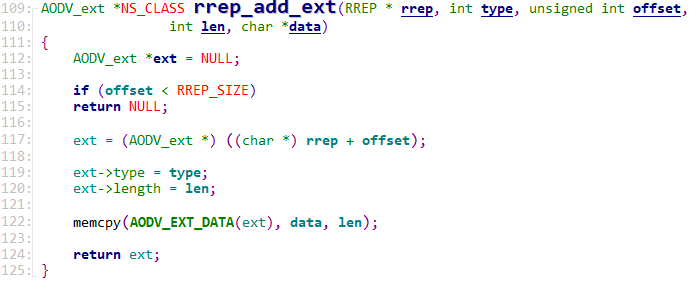 109: AODV_ext *NS_CLASS rrep_add_ext(RREP * rrep, int type, unsigned int offset,
110: int len, char *data)
111: {
112: AODV_ext *ext = NULL;
113:
114: if (offset < RREP_SIZE)
115: return NULL;
116:
117: ext = (AODV_ext *) ((char *) rrep + offset);
118:
119: ext->type = type;
120: ext->length = len;
121:
122: memcpy(AODV_EXT_DATA(ext), data, len);
123:
124: return ext;
125: }